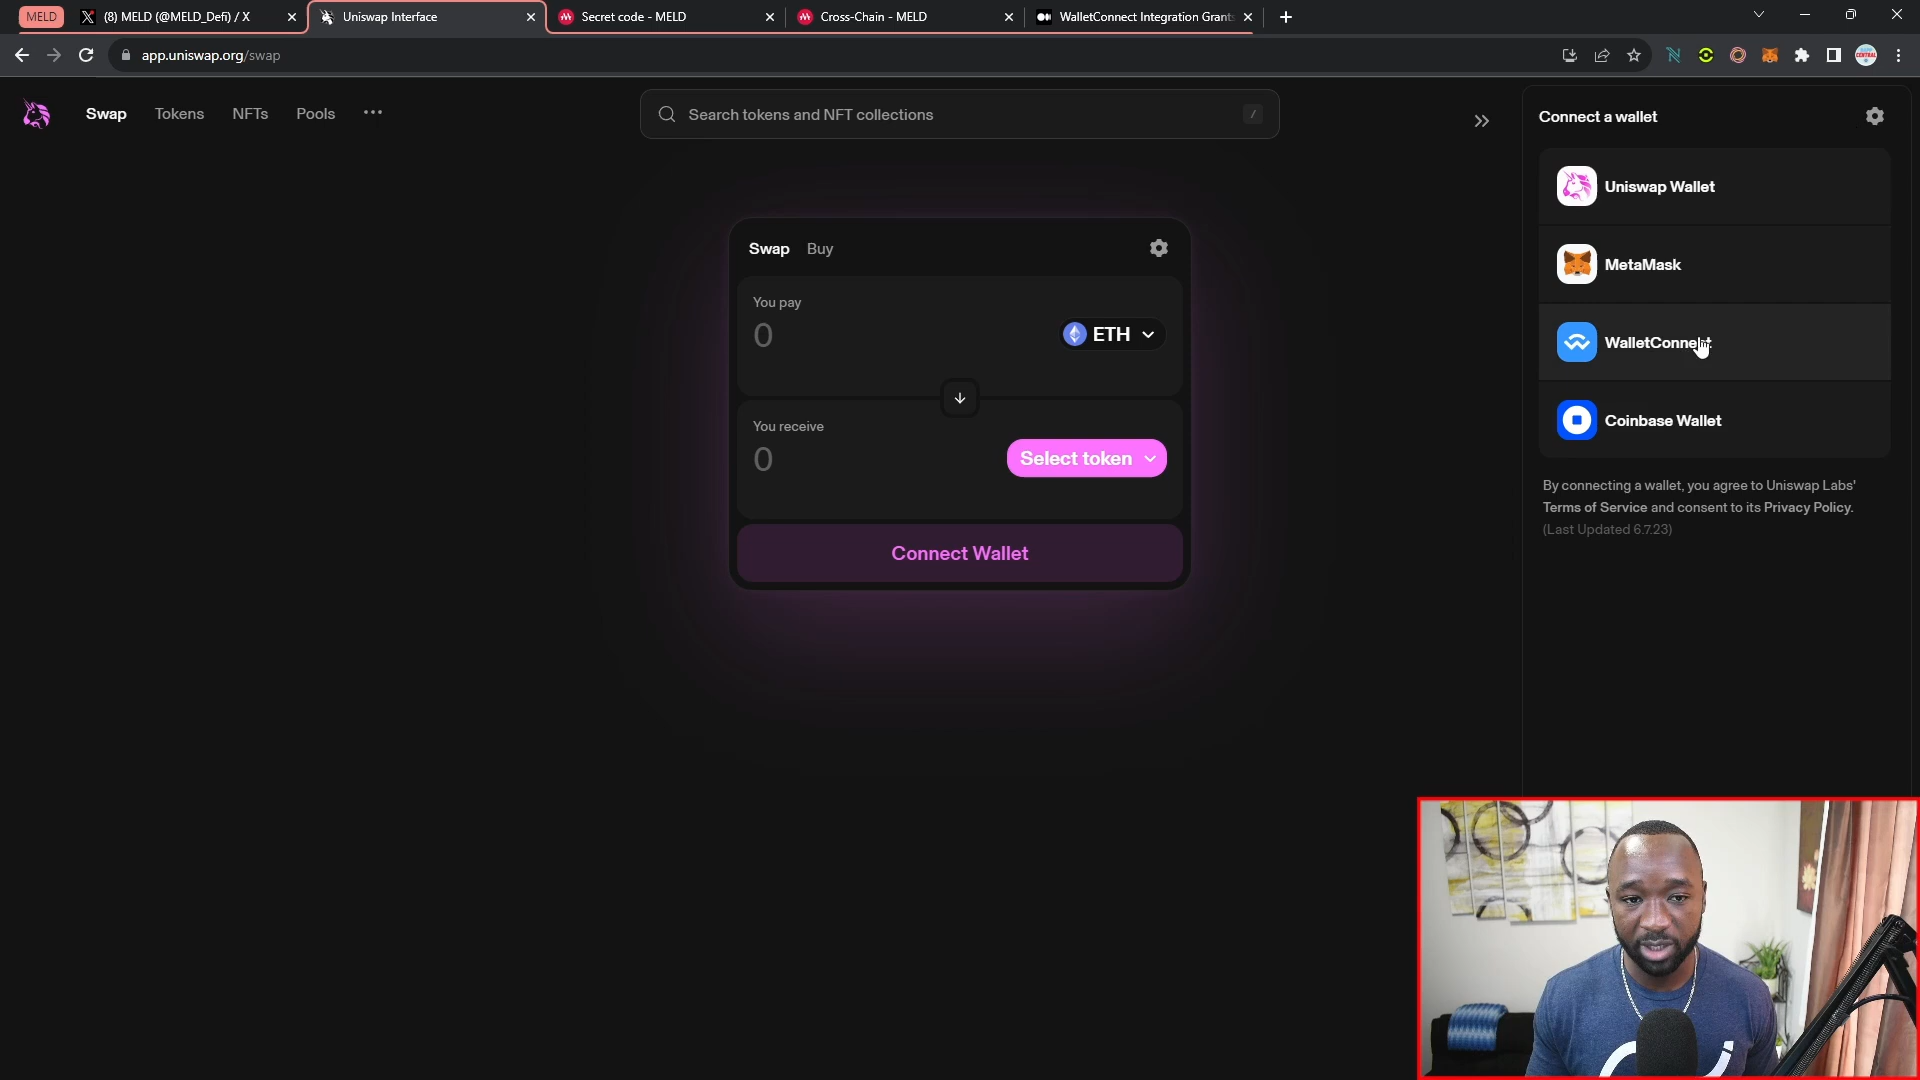 MELD
(8) MELD (@MELD_Defi) / X
Uniswap Interface
Secret code - MELD
Cross-Chain - MELD
WalletConnect Integration Grant
app.uniswap.org/swap
Swap
Tokens
NFTs
Pools
Search tokens and NFT collections
/
Connect a wallet
Uniswap Wallet
MetaMask
WalletConnect
Coinbase Wallet
By connecting a wallet, you agree to Uniswap Labs'
Terms of Service and consent to its Privacy Policy.
(Last Updated 6.7.23)
Swap
Buy
You pay
0
ETH
You receive
0
Select token
Connect Wallet